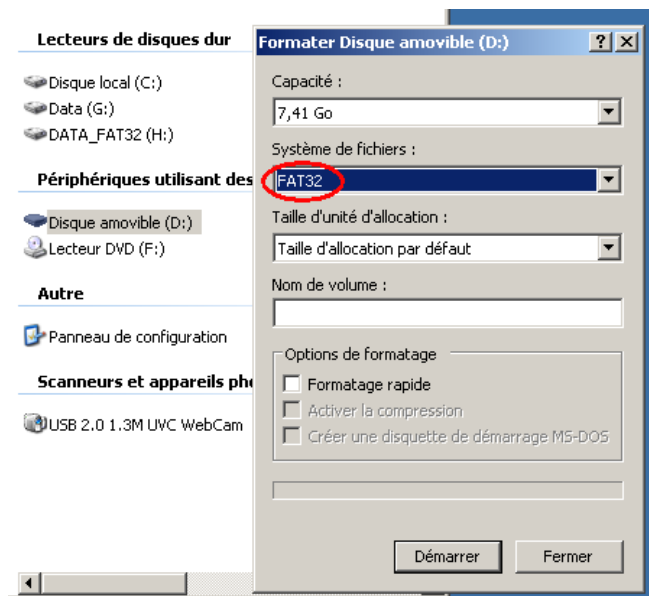 Lecteurs de disques dur
Disque local (C:)
Data (G:)
DATA_FAT32 (H:)
Périphériques utilisant des
Disque amovible (D:)
Lecteur DVD (F:)
Autre
Panneau de configuration
Scanneurs et appareils pho
USB 2.0 1.3M UVC WebCam
Formater Disque amovible (D:)
Capacité :
7,41 Go
Système de fichiers :
FAT32
Taille d'unité d'allocation :
Taille d'allocation par défaut
Nom de volume :
Options de formatage
Formatage rapide
Activer la compression
Créer une disquette de démarrage MS-DOS
Démarrer
Fermer